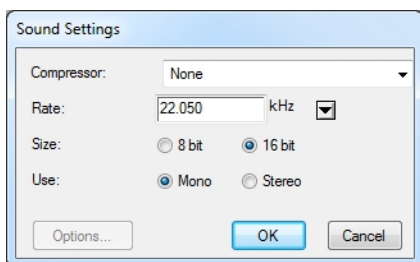 Sound Settings
Compressor: None
Rate: 22.050 kHz
Size: 8 bit 16 bit
Use: Mono Stereo
Options... OK Cancel